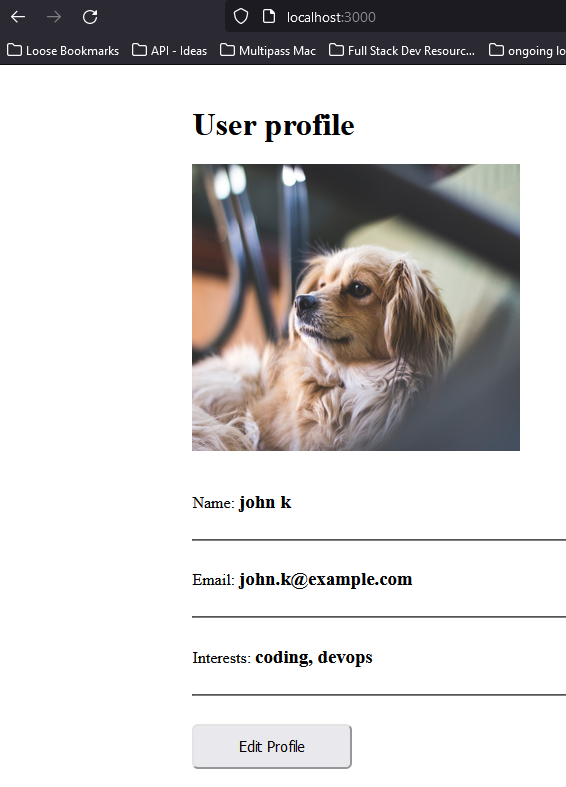 localhost:3000
Loose Bookmarks API - Ideas Multipass Mac Full Stack Dev Resourc... ongoing lo
User profile
Name: john k
Email: john.k@example.com
Interests: coding, devops
Edit Profile